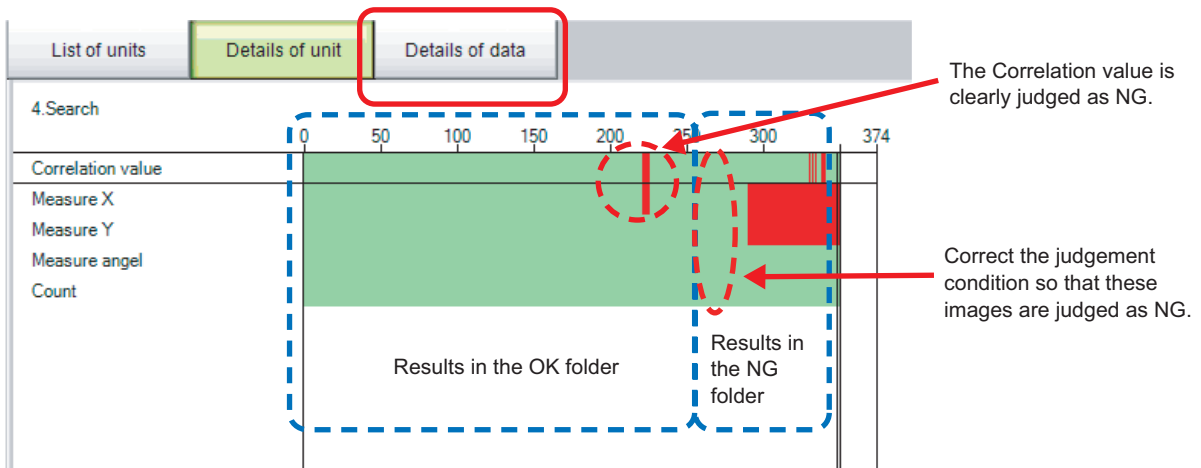 List of units
Details of unit
Details of data
The Correlation value is
clearly judged as NG.
4.Search
0 50 100 150 200 250 300 374
Correlation value
Measure X
Measure Y
Measure angel
Count
Correct the judgement
condition so that these
images are judged as NG.
Results in the OK folder
Results in
the NG
folder